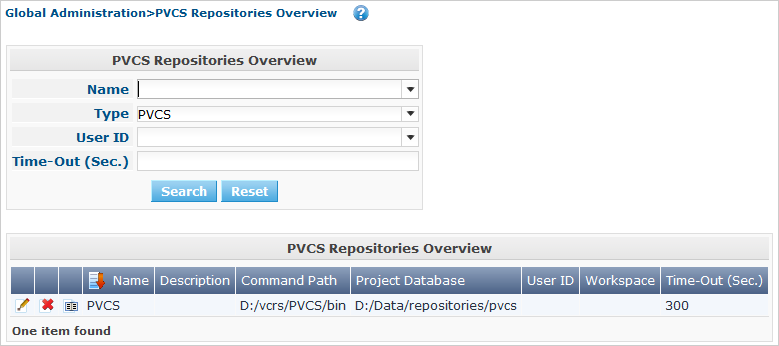 Global Administration>PVCS Repositories Overview ?
PVCS Repositories Overview
Name
Type PVCS
User ID
Time-Out (Sec.)
Search Reset
PVCS Repositories Overview
Name Description Command Path Project Database User ID Workspace Time-Out (Sec.)
PVCS D:/vcrs/PVCS/bin D:/Data/repositories/pvcs 300
One item found